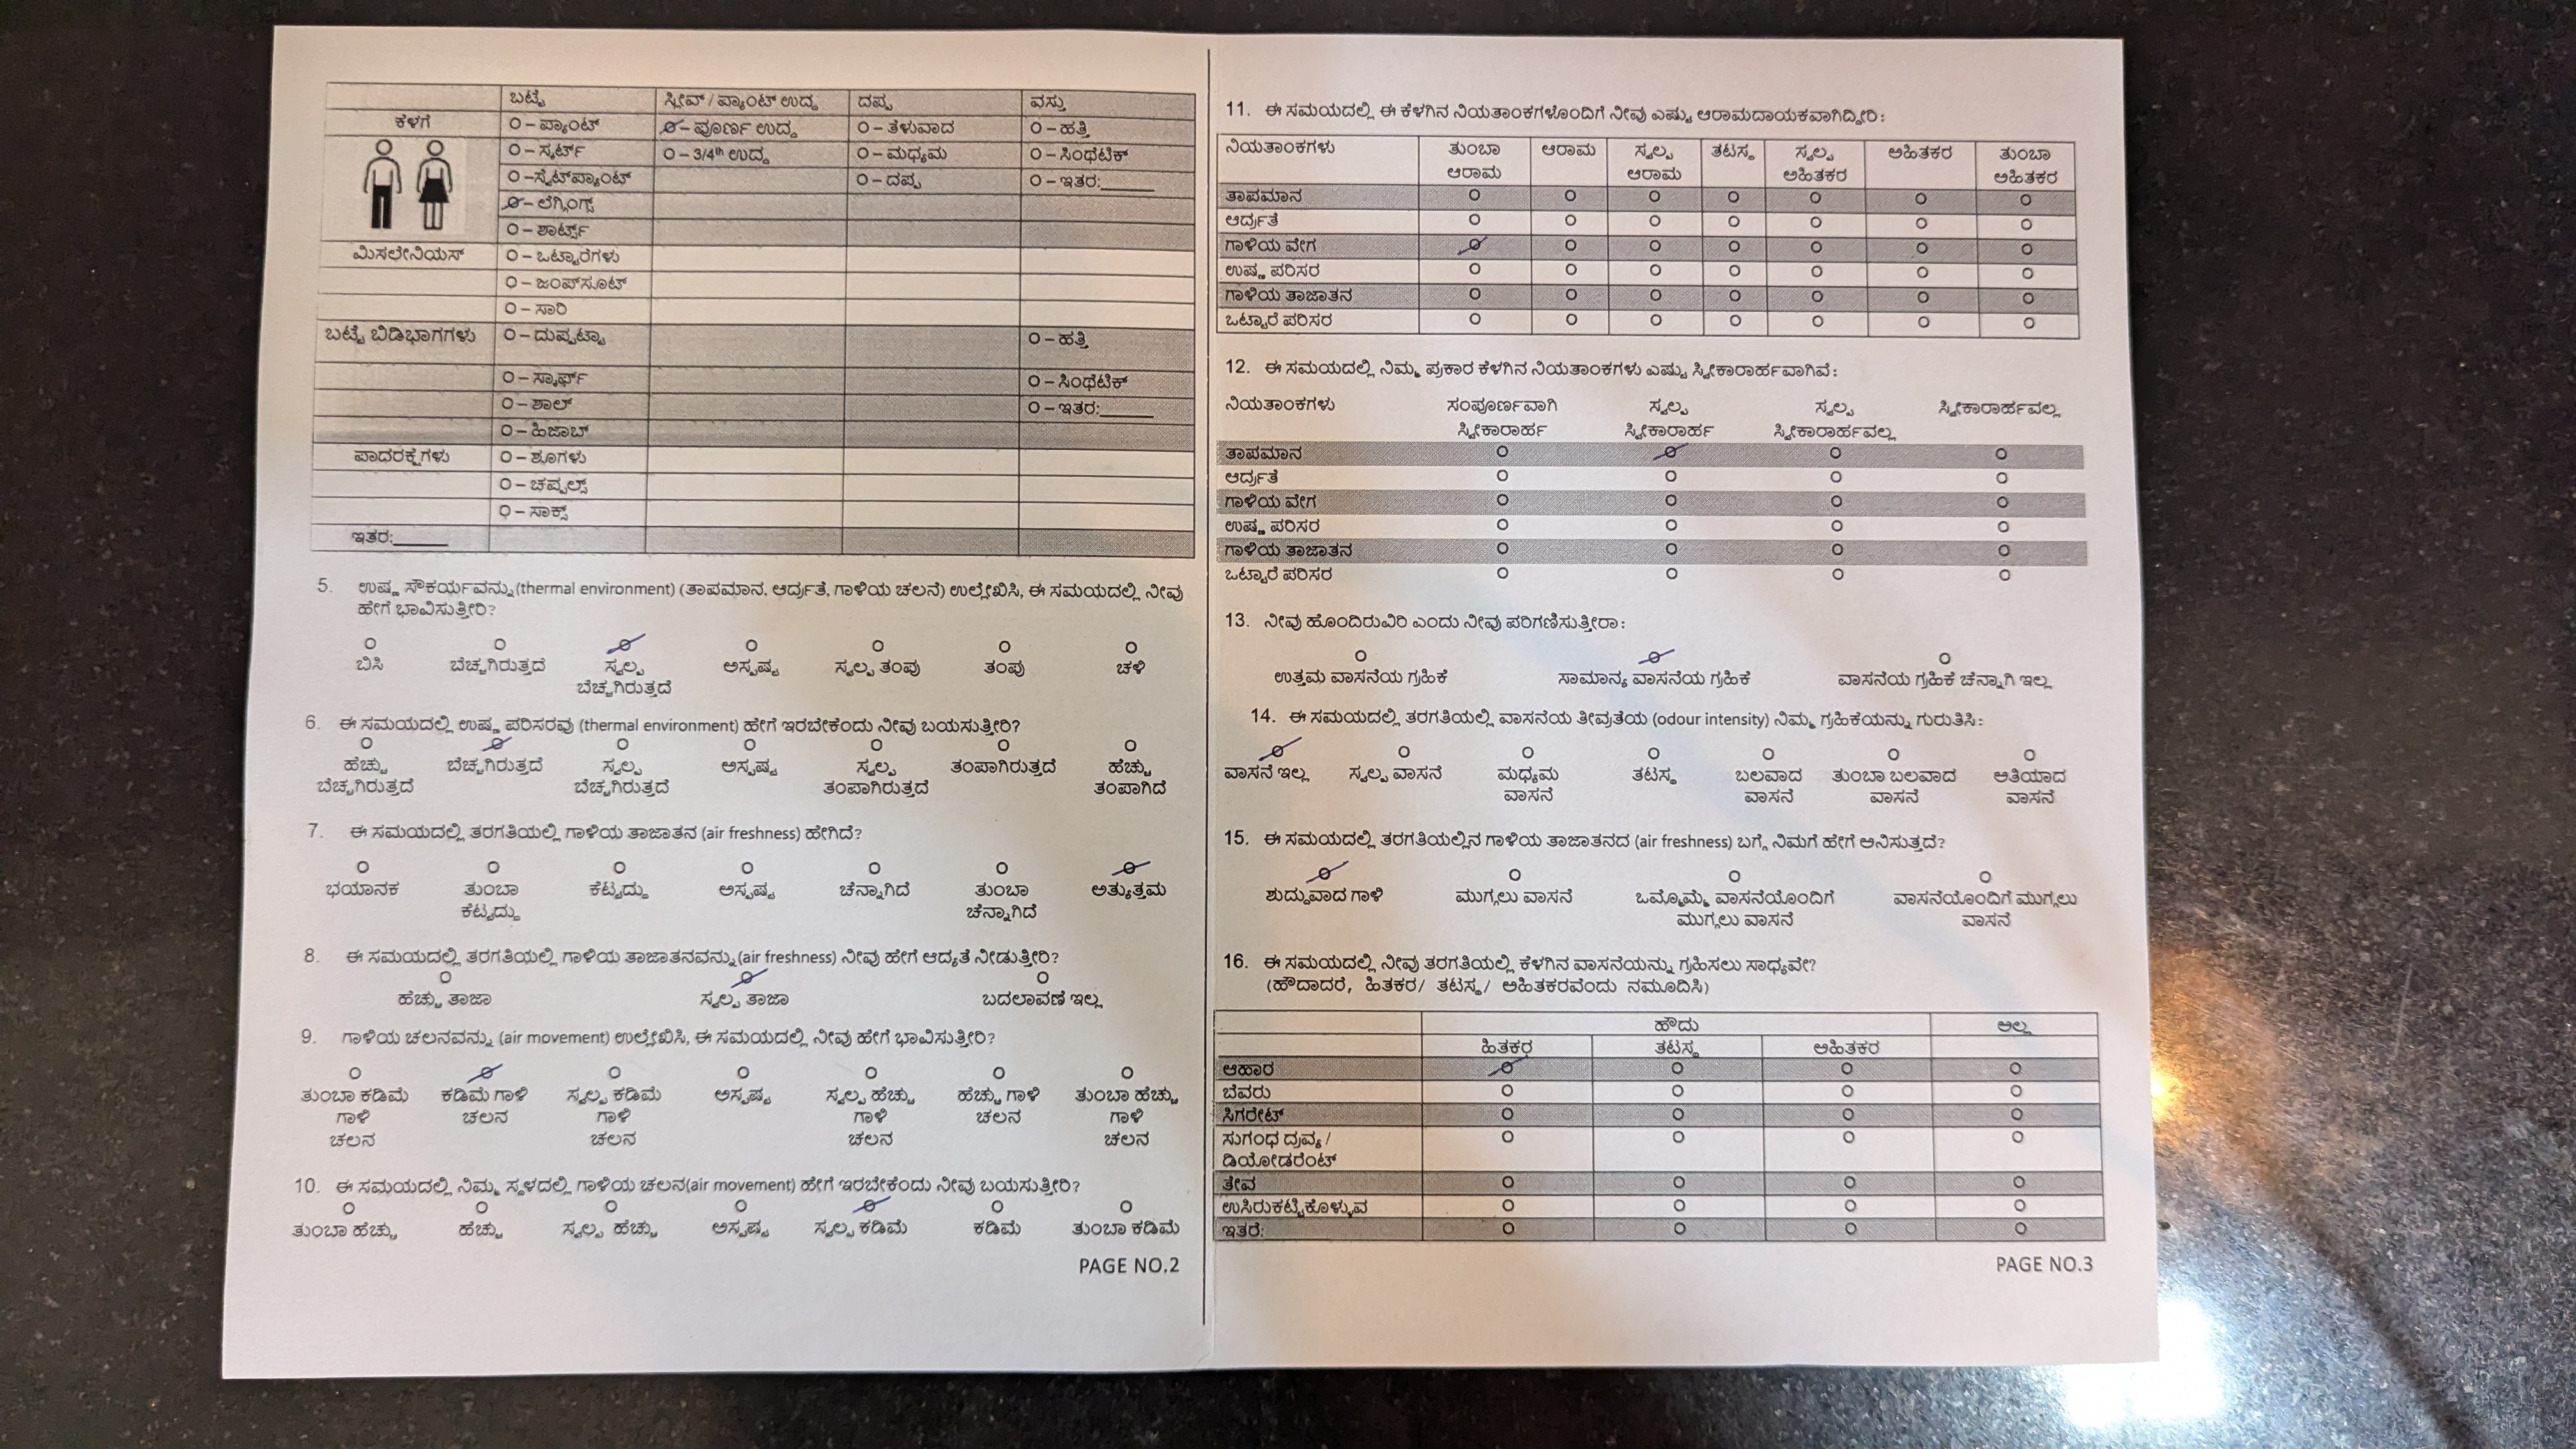 ಬಟ್ಟೆ ಸ್ಲೀವ್ / ಪ್ಯಾಂಟ್ ಉದ್ದ ದಪ್ಪ ವಸ್ತು
ಕೆಳಗೆ O – ಪ್ಯಾಂಟ್ O – ಪೂರ್ಣ ಉದ್ದ O – ತೆಳುವಾದ O – ಹತ್ತಿ
O – ಸ್ಕರ್ಟ್ O – 3/4th ಉದ್ದ O – ಮಧ್ಯಮ O – ಸಿಂಥೆಟಿಕ್
O –ಸ್ವೆಟ್‌ಪ್ಯಾಂಟ್ O – ದಪ್ಪ O – ಇತರ:______
O – ಲೆಗ್ಗಿಂಗ್ಸ್
O – ಶಾರ್ಟ್ಸ್
ಮಿಸಲೇನಿಯಸ್ O – ಒಟ್ಟಾರೆಗಳು
O – ಜಂಪ್‌ಸೂಟ್
O – ಸಾರಿ
ಬಟ್ಟೆ ಬಿಡಿಭಾಗಗಳು O – ದುಪ್ಪಟ್ಟಾ O – ಹತ್ತಿ
O – ಸ್ಕಾರ್ಫ್ O – ಸಿಂಥೆಟಿಕ್
O – ಶಾಲ್ O – ಇತರ:______
O – ಹಿಜಾಬ್
ಪಾದರಕ್ಷೆಗಳು O – ಶೂಗಳು
O – ಚಪ್ಪಲ್ಸ್
O – ಸಾಕ್ಸ್
ಇತರ:______
5. ಉಷ್ಣ ಸೌಕರ್ಯವನ್ನು (thermal environment) (ತಾಪಮಾನ, ಆರ್ದ್ರತೆ, ಗಾಳಿಯ ಚಲನೆ) ಉಲ್ಲೇಖಿಸಿ, ಈ ಸಮಯದಲ್ಲಿ ನೀವು
ಹೇಗೆ ಭಾವಿಸುತ್ತೀರಿ?
O O O O O O O
ಬಿಸಿ ಬೆಚ್ಚಗಿರುತ್ತದೆ ಸ್ವಲ್ಪ ಅಸ್ಪಷ್ಟ ಸ್ವಲ್ಪ ತಂಪು ತಂಪು ಚಳಿ
ಬೆಚ್ಚಗಿರುತ್ತದೆ
6. ಈ ಸಮಯದಲ್ಲಿ ಉಷ್ಣ ಪರಿಸರವು (thermal environment) ಹೇಗೆ ಇರಬೇಕೆಂದು ನೀವು ಬಯಸುತ್ತೀರಿ?
O O O O O O O
ಹೆಚ್ಚು ಬೆಚ್ಚಗಿರುತ್ತದೆ ಸ್ವಲ್ಪ ಅಸ್ಪಷ್ಟ ಸ್ವಲ್ಪ ತಂಪಾಗಿರುತ್ತದೆ ಹೆಚ್ಚು
ಬೆಚ್ಚಗಿರುತ್ತದೆ ಬೆಚ್ಚಗಿರುತ್ತದೆ ತಂಪಾಗಿರುತ್ತದೆ ತಂಪಾಗಿದೆ
7. ಈ ಸಮಯದಲ್ಲಿ ತರಗತಿಯಲ್ಲಿ ಗಾಳಿಯ ತಾಜಾತನ (air freshness) ಹೇಗಿದೆ?
O O O O O O O
ಭಯಾನಕ ತುಂಬಾ ಕೆಟ್ಟದ್ದು ಅಸ್ಪಷ್ಟ ಚೆನ್ನಾಗಿದೆ ತುಂಬಾ ಅತ್ಯುತ್ತಮ
ಕೆಟ್ಟದ್ದು ಚೆನ್ನಾಗಿದೆ
8. ಈ ಸಮಯದಲ್ಲಿ ತರಗತಿಯಲ್ಲಿ ಗಾಳಿಯ ತಾಜಾತನವನ್ನು (air freshness) ನೀವು ಹೇಗೆ ಆದ್ಯತೆ ನೀಡುತ್ತೀರಿ?
O O O
ಹೆಚ್ಚು ತಾಜಾ ಸ್ವಲ್ಪ ತಾಜಾ ಬದಲಾವಣೆ ಇಲ್ಲ
9. ಗಾಳಿಯ ಚಲನವನ್ನು (air movement) ಉಲ್ಲೇಖಿಸಿ, ಈ ಸಮಯದಲ್ಲಿ ನೀವು ಹೇಗೆ ಭಾವಿಸುತ್ತೀರಿ?
O O O O O O O
ತುಂಬಾ ಕಡಿಮೆ ಕಡಿಮೆ ಗಾಳಿ ಸ್ವಲ್ಪ ಕಡಿಮೆ ಅಸ್ಪಷ್ಟ ಸ್ವಲ್ಪ ಹೆಚ್ಚು ಹೆಚ್ಚು ಗಾಳಿ ತುಂಬಾ ಹೆಚ್ಚು
ಗಾಳಿ ಚಲನ ಗಾಳಿ ಗಾಳಿ ಚಲನ ಗಾಳಿ
ಚಲನ ಚಲನ ಚಲನ ಚಲನ
10. ಈ ಸಮಯದಲ್ಲಿ ನಿಮ್ಮ ಸ್ಥಳದಲ್ಲಿ ಗಾಳಿಯ ಚಲನ(air movement) ಹೇಗೆ ಇರಬೇಕೆಂದು ನೀವು ಬಯಸುತ್ತೀರಿ?
O O O O O O O
ತುಂಬಾ ಹೆಚ್ಚು ಹೆಚ್ಚು ಸ್ವಲ್ಪ ಹೆಚ್ಚು ಅಸ್ಪಷ್ಟ ಸ್ವಲ್ಪ ಕಡಿಮೆ ಕಡಿಮೆ ತುಂಬಾ ಕಡಿಮೆ
PAGE NO.2
11. ಈ ಸಮಯದಲ್ಲಿ ಈ ಕೆಳಗಿನ ನಿಯತಾಂಕಗಳೊಂದಿಗೆ ನೀವು ಎಷ್ಟು ಆರಾಮದಾಯಕವಾಗಿದ್ದೀರಿ:
ನಿಯತಾಂಕಗಳು ತುಂಬಾ ಆರಾಮ ಸ್ವಲ್ಪ ತಟಸ್ಥ ಸ್ವಲ್ಪ ಅಹಿತಕರ ತುಂಬಾ
ಆರಾಮ ಆರಾಮ ಅಹಿತಕರ ಅಹಿತಕರ
ತಾಪಮಾನ O O O O O O O
ಆರ್ದ್ರತೆ O O O O O O O
ಗಾಳಿಯ ವೇಗ O O O O O O O
ಉಷ್ಣ ಪರಿಸರ O O O O O O O
ಗಾಳಿಯ ತಾಜಾತನ O O O O O O O
ಒಟ್ಟಾರೆ ಪರಿಸರ O O O O O O O
12. ಈ ಸಮಯದಲ್ಲಿ ನಿಮ್ಮ ಪ್ರಕಾರ ಕೆಳಗಿನ ನಿಯತಾಂಕಗಳು ಎಷ್ಟು ಸ್ವೀಕಾರಾರ್ಹವಾಗಿವೆ:
ನಿಯತಾಂಕಗಳು ಸಂಪೂರ್ಣವಾಗಿ ಸ್ವಲ್ಪ ಸ್ವಲ್ಪ ಸ್ವೀಕಾರಾರ್ಹವಲ್ಲ
ಸ್ವೀಕಾರಾರ್ಹ ಸ್ವೀಕಾರಾರ್ಹ ಸ್ವೀಕಾರಾರ್ಹವಲ್ಲ
ತಾಪಮಾನ O O O O
ಆರ್ದ್ರತೆ O O O O
ಗಾಳಿಯ ವೇಗ O O O O
ಉಷ್ಣ ಪರಿಸರ O O O O
ಗಾಳಿಯ ತಾಜಾತನ O O O O
ಒಟ್ಟಾರೆ ಪರಿಸರ O O O O
13. ನೀವು ಹೊಂದಿರುವಿರಿ ಎಂದು ನೀವು ಪರಿಗಣಿಸುತ್ತೀರಾ:
O O O
ಉತ್ತಮ ವಾಸನೆಯ ಗ್ರಹಿಕೆ ಸಾಮಾನ್ಯ ವಾಸನೆಯ ಗ್ರಹಿಕೆ ವಾಸನೆಯ ಗ್ರಹಿಕೆ ಚೆನ್ನಾಗಿ ಇಲ್ಲ
14. ಈ ಸಮಯದಲ್ಲಿ ತರಗತಿಯಲ್ಲಿ ವಾಸನೆಯ ತೀವ್ರತೆಯ (odour intensity) ನಿಮ್ಮ ಗ್ರಹಿಕೆಯನ್ನು ಗುರುತಿಸಿ:
O O O O O O O
ವಾಸನೆ ಇಲ್ಲ ಸ್ವಲ್ಪ ವಾಸನೆ ಮಧ್ಯಮ ತಟಸ್ಥ ಬಲವಾದ ತುಂಬಾ ಬಲವಾದ ಅತಿಯಾದ
ವಾಸನೆ ವಾಸನೆ ವಾಸನೆ ವಾಸನೆ
15. ಈ ಸಮಯದಲ್ಲಿ ತರಗತಿಯಲ್ಲಿನ ಗಾಳಿಯ ತಾಜಾತನದ (air freshness) ಬಗ್ಗೆ ನಿಮಗೆ ಹೇಗೆ ಅನಿಸುತ್ತದೆ?
O O O O
ಶುದ್ದುವಾದ ಗಾಳಿ ಮುಗ್ಗಲು ವಾಸನೆ ಒಮ್ಮೊಮ್ಮೆ ವಾಸನೆಯೊಂದಿಗೆ ವಾಸನೆಯೊಂದಿಗೆ ಮುಗ್ಗಲು
ಮುಗ್ಗಲು ವಾಸನೆ ವಾಸನೆ
16. ಈ ಸಮಯದಲ್ಲಿ ನೀವು ತರಗತಿಯಲ್ಲಿ ಕೆಳಗಿನ ವಾಸನೆಯನ್ನು ಗ್ರಹಿಸಲು ಸಾಧ್ಯವೇ?
(ಹೌದಾದರೆ, ಹಿತಕರ/ ತಟಸ್ಥ/ ಅಹಿತಕರವೆಂದು ನಮೂದಿಸಿ)
ಹೌದು ಅಲ್ಲ
ಹಿತಕರ ತಟಸ್ಥ ಅಹಿತಕರ
ಆಹಾರ O O O O
ಬೆವರು O O O O
ಸಿಗರೇಟ್ O O O O
ಸುಗಂಧ ದ್ರವ್ಯ / O O O O
ಡಿಯೋಡರೆಂಟ್
ತೇವ O O O O
ಉಸಿರುಕಟ್ಟಿಕೊಳ್ಳುವ O O O O
ಇತರೆ: O O O O
PAGE NO.3